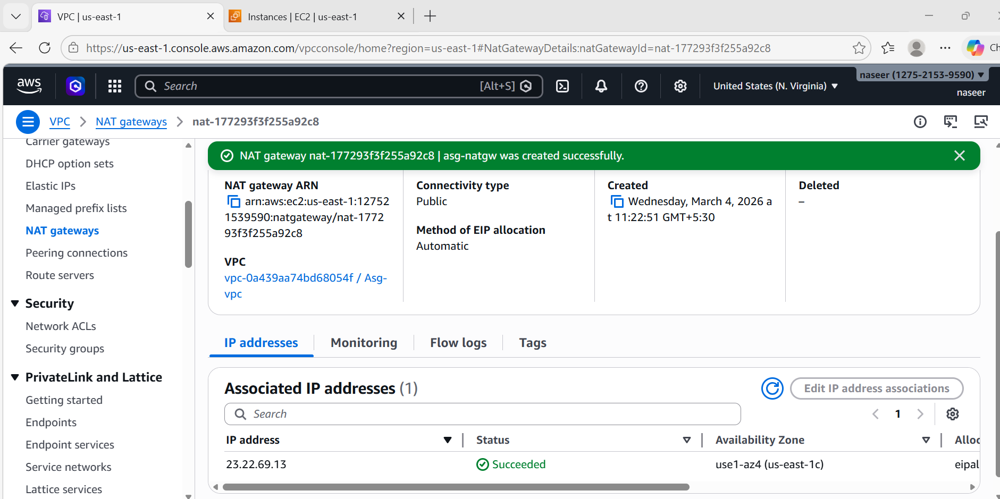 VPC | us-east-1
Instances | EC2 | us-east-1
https://us-east-1.console.aws.amazon.com/vpcconsole/home?region=us-east-1#NatGatewayDetails:natGatewayId=nat-177293f3f255a92c8
Ch
aws
Search
[Alt+S]
United States (N. Virginia)
naseer (1275-2153-9590)
naseer
VPC
NAT gateways
nat-177293f3f255a92c8
Carrier gateways
DHCP option sets
Elastic IPs
Managed prefix lists
NAT gateways
Peering connections
Route servers
Security
Network ACLs
Security groups
PrivateLink and Lattice
Getting started
Endpoints
Endpoint services
Service networks
Lattice services
NAT gateway nat-177293f3f255a92c8 | asg-natgw was created successfully.
NAT gateway ARN
arn:aws:ec2:us-east-1:12752
1539590:natgateway/nat-1772
93f3f255a92c8
VPC
vpc-0a439aa74bd68054f / Asg-
vpc
Connectivity type
Public
Method of EIP allocation
Automatic
Created
Wednesday, March 4, 2026 a
t 11:22:51 GMT+5:30
Deleted
–
IP addresses
Monitoring
Flow logs
Tags
Associated IP addresses (1)
Edit IP address associations
Search
1
IP address
Status
Availability Zone
Alloc
23.22.69.13
Succeeded
use1-az4 (us-east-1c)
eipal